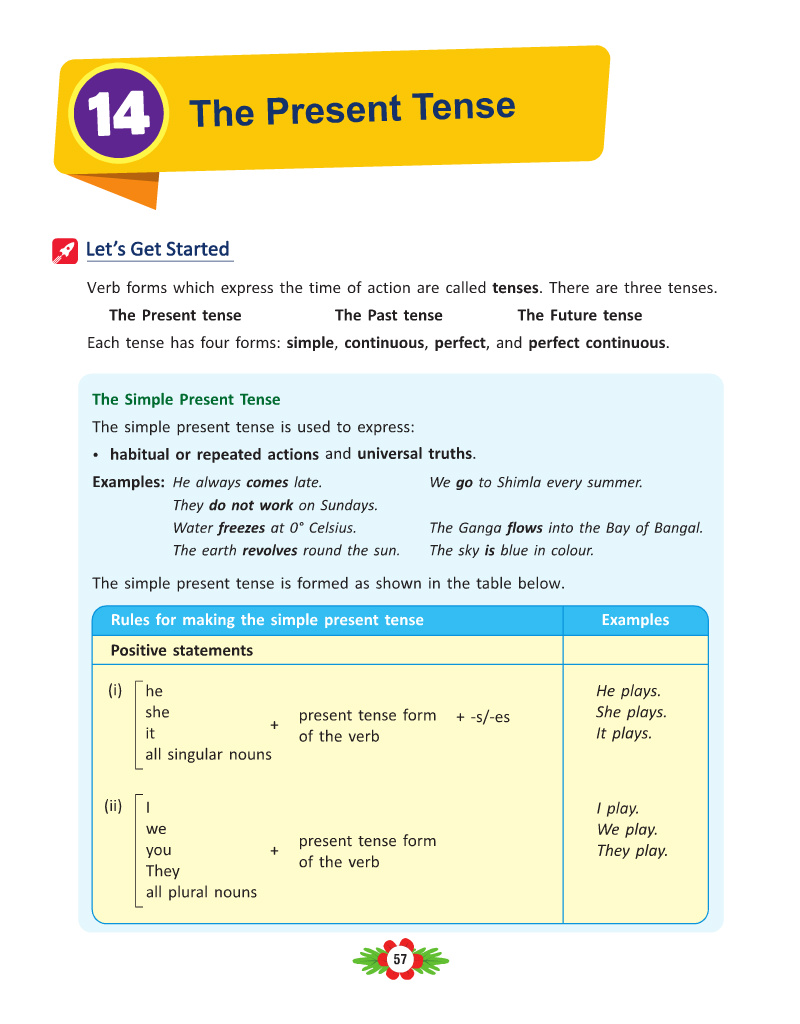 14
The Present Tense
Let's Get Started
Verb forms which express the time of action are called tenses. There are three tenses.
The Present tense The Past tense The Future tense
Each tense has four forms: simple, continuous, perfect, and perfect continuous.
The Simple Present Tense
The simple present tense is used to express:
• habitual or repeated actions and universal truths.
Examples: He always comes late. We go to Shimla every summer.
They do not work on Sundays.
Water freezes at 0° Celsius. The Ganga flows into the Bay of Bangal.
The earth revolves round the sun. The sky is blue in colour.
The simple present tense is formed as shown in the table below.
Rules for making the simple present tense Examples
Positive statements
(i) he He plays.
she present tense form + -s/-es She plays.
it + of the verb It plays.
all singular nouns
(ii) I I play.
we We play.
you + present tense form They play.
They of the verb
all plural nouns
57